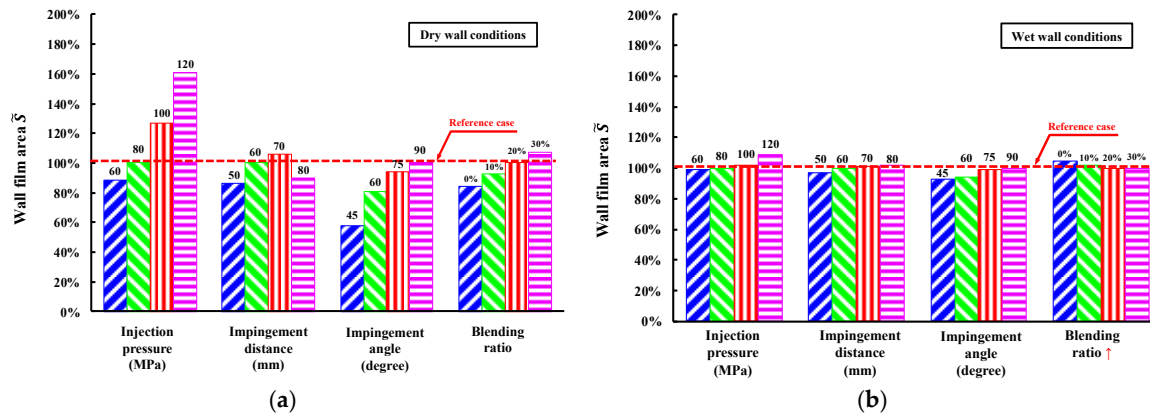 200%
180%
160%
140%
120%
100%
80%
60%
40%
20%
0%
Wall film area S̃
Dry wall conditions
Reference case
60
80
100
120
50
60
70
80
45
60
75
90
0%
10%
20%
30%
Injection
pressure
(MPa)
Impingement
distance
(mm)
Impingement
angle
(degree)
Blending
ratio
(a)
200%
180%
160%
140%
120%
100%
80%
60%
40%
20%
0%
Wall film area S̃
Wet wall conditions
Reference case
60
80
100
120
50
60
70
80
45
60
75
90
0%
10%
20%
30%
Injection
pressure
(MPa)
Impingement
distance
(mm)
Impingement
angle
(degree)
Blending
ratio ↑
(b)